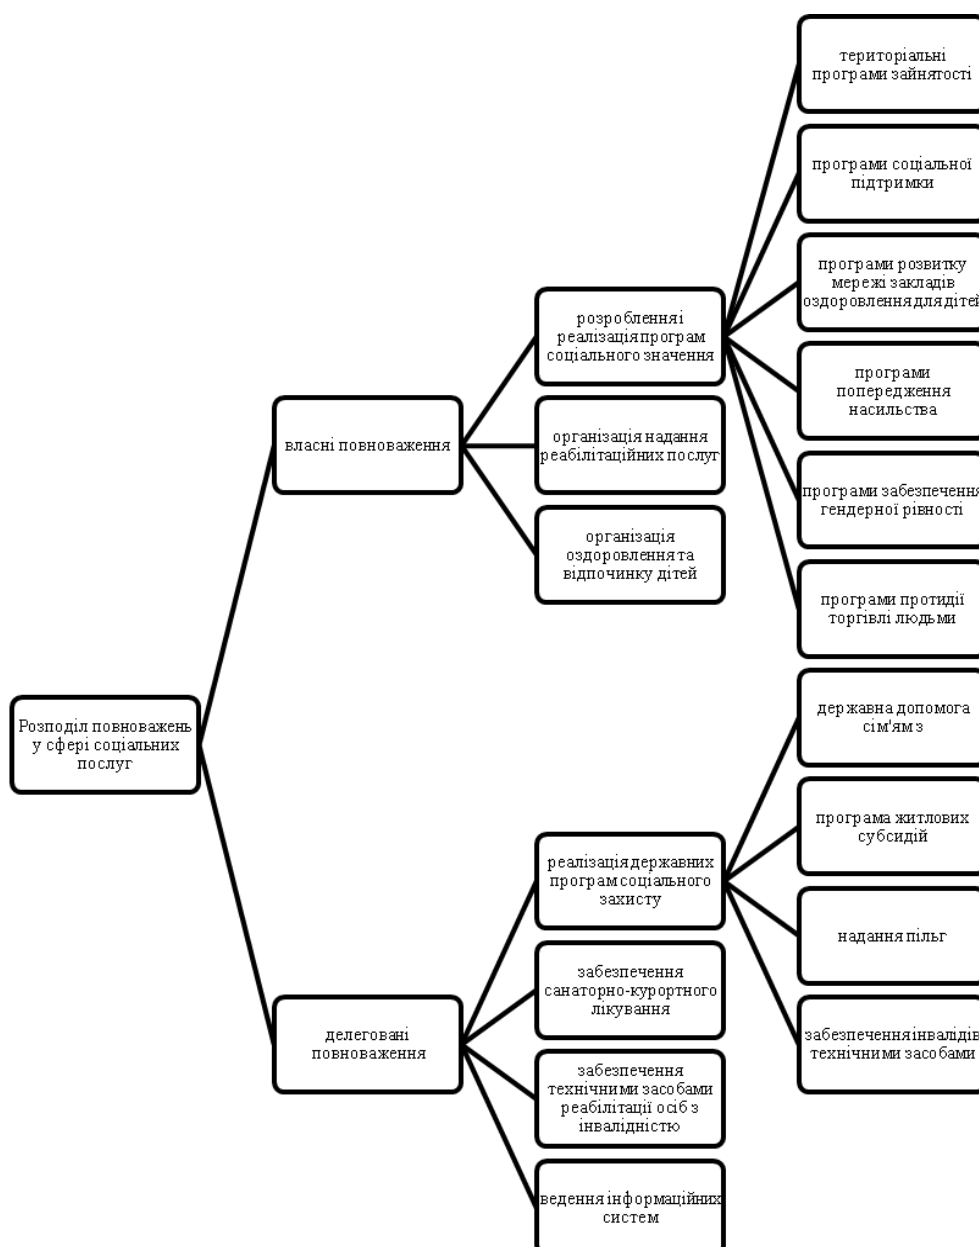 Розподіл повноважень
у сфері соціальних
послуг
власні повноваження
розроблення і
реалізація програм
соціального значення
територіальні
програми зайнятості
програми соціальної
підтримки
програми розвитку
мережі закладів
оздоровлення для дітей
програми
попередження
насильства
програми забезпечення
гендерної рівності
програми протидії
торгівлі людьми
організація надання
реабілітаційних послуг
організація
оздоровлення та
відпочинку дітей
делеговані
повноваження
реалізація державних
програм соціального
захисту
державна допомога
сім'ям з
програма житлових
субсидій
надання пільг
забезпечення інвалідів
технічними засобами
забезпечення
санаторно-курортного
лікування
забезпечення
технічними засобами
реабілітації осіб з
інвалідністю
ведення інформаційних
систем